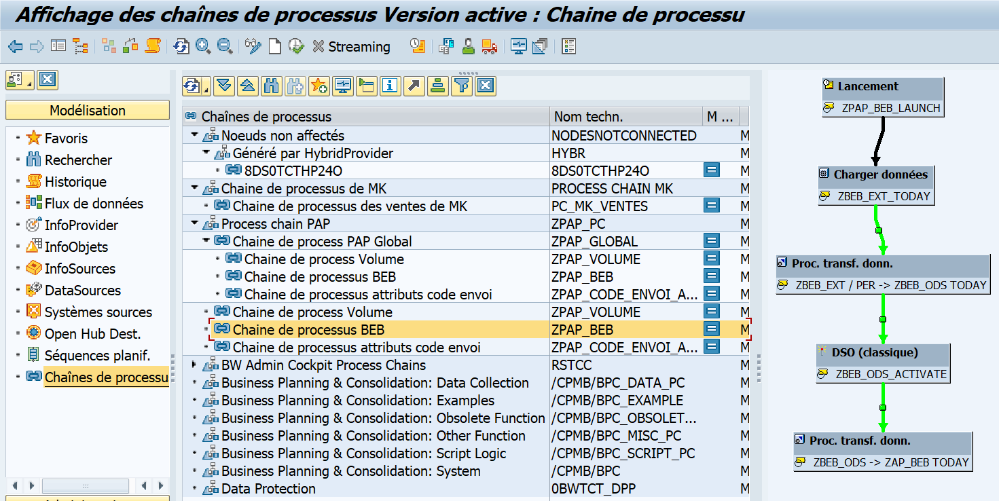 Affichage des chaînes de processus Version active : Chaine de processu
Streaming
Modélisation
Favoris
Rechercher
Historique
Flux de données
InfoProvider
InfoObjets
InfoSources
DataSources
Systèmes sources
Open Hub Dest.
Séquences planif.
Chaînes de processu
Chaînes de processus Nom techn. M ...
Noeuds non affectés NODESNOTCONNECTED M
Généré par HybridProvider HYBR M
8DS0TCTHP24O 8DS0TCTHP24O M
Chaine de processus de MK PROCESS CHAIN MK M
Chaine de processus des ventes de MK PC_MK_VENTES M
Process chain PAP ZPAP_PC M
Chaine de process PAP Global ZPAP_GLOBAL M
Chaine de process Volume ZPAP_VOLUME M
Chaine de processus BEB ZPAP_BEB M
Chaine de processus attributs code envoi ZPAP_CODE_ENVOI_A... M
Chaine de process Volume ZPAP_VOLUME M
Chaine de processus BEB ZPAP_BEB M
Chaine de processus attributs code envoi ZPAP_CODE_ENVOI_A... M
BW Admin Cockpit Process Chains RSTCC M
Business Planning & Consolidation: Data Collection /CPMB/BPC_DATA_PC M
Business Planning & Consolidation: Examples /CPMB/BPC_EXAMPLE M
Business Planning & Consolidation: Obsolete Function /CPMB/BPC_OBSOLET... M
Business Planning & Consolidation: Other Function /CPMB/BPC_MISC_PC M
Business Planning & Consolidation: Script Logic /CPMB/BPC_SCRIPT_PC M
Business Planning & Consolidation: System /CPMB/BPC M
Data Protection 0BWTCT_DPP M
Lancement
ZPAP_BEB_LAUNCH
Charger données
ZBEB_EXT_TODAY
Proc. transf. donn.
ZBEB_EXT / PER -> ZBEB_ODS TODAY
DSO (classique)
ZBEB_ODS_ACTIVATE
Proc. transf. donn.
ZBEB_ODS -> ZAP_BEB TODAY